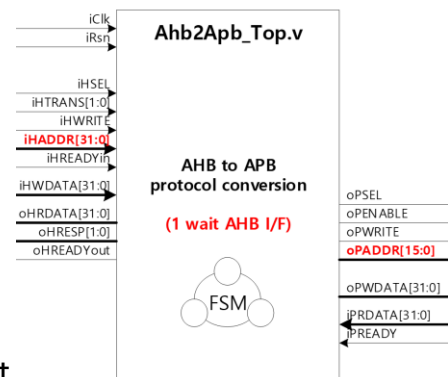 iClk
iRsn
Ahb2Apb_Top.v
iHSEL
iHTRANS[1:0]
iHWRITE
iHADDR[31:0]
iHREADYin
iHWDATA[31:0]
oHRDATA[31:0]
oHRESP[1:0]
oHREADYout
AHB to APB
protocol conversion
(1 wait AHB I/F)
FSM
oPSEL
oPENABLE
oPWRITE
oPADDR[15:0]
oPWDATA[31:0]
iPRDATA[31:0]
iPREADY
t